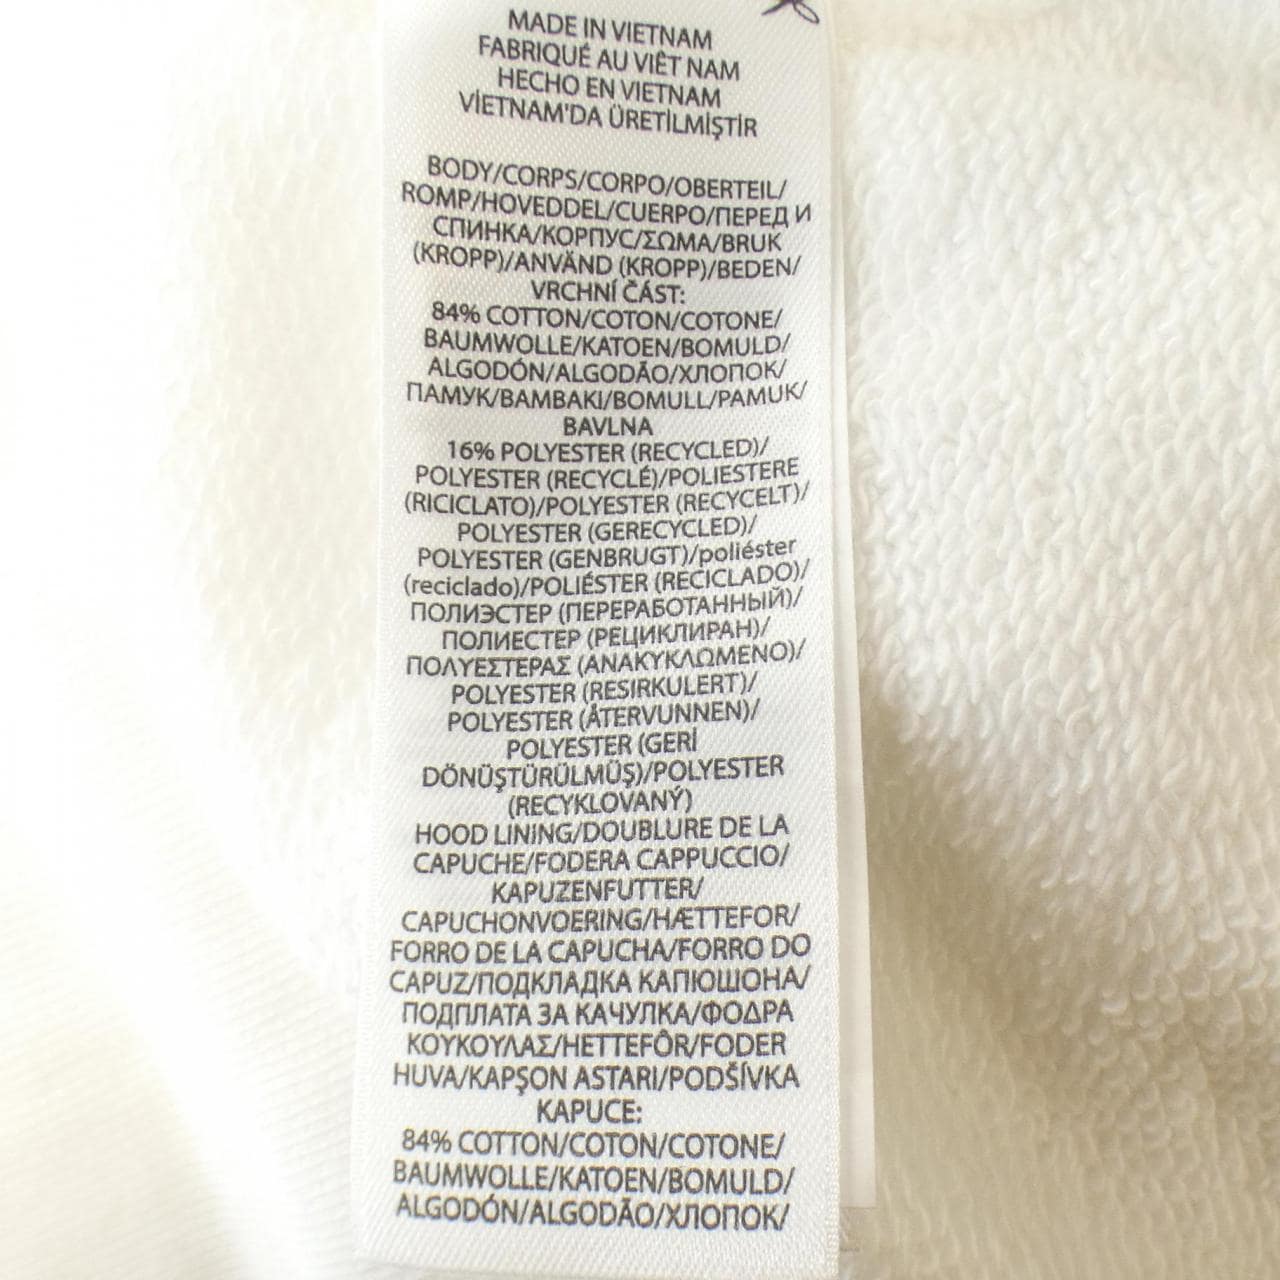 MADE IN VIETNAM
FABRIQUÉ AU VIÊT NAM
HECHO EN VIETNAM
VİETNAM'DA ÜRETİLMİŞTİR
BODY/CORPS/CORPO/OBERTEIL/
ROMP/HOVEDDEL/CUERPO/ПЕРЕД И
СПИНКА/КОРПУС/ΣΩΜΑ/BRUK
(KROPP)/ANVÄND (KROPP)/BEDEN/
VRCHNÍ ČÁST:
84% COTTON/COTON/COTONE/
BAUMWOLLE/KATOEN/BOMULD/
ALGODÓN/ALGODÃO/ХЛОПОК/
ПАМУК/BAMBAKI/BOMULL/PAMUK/
BAVLNA
16% POLYESTER (RECYCLED)/
POLYESTER (RECYCLÉ)/POLIESTERE
(RICICLATO)/POLYESTER (RECYCELT)/
POLYESTER (GERECYCLED)/
POLYESTER (GENBRUGT)/poliéster
(reciclado)/POLIÉSTER (RECICLADO)/
ПОЛИЭСТЕР (ПЕРЕРАБОТАННЫЙ)/
ПОЛИЕСТЕР (РЕЦИКЛИРАН)/
ΠΟΛΥΕΣΤΕΡΑΣ (ΑΝΑΚΥΚΛΩΜΕΝΟ)/
POLYESTER (RESIRKULERT)/
POLYESTER (ÅTERVUNNEN)/
POLYESTER (GERİ
DÖNÜŞTÜRÜLMÜŞ)/POLYESTER
(RECYKLOVANÝ)
HOOD LINING/DOUBLURE DE LA
CAPUCHE/FODERA CAPPUCCIO/
KAPUZENFUTTER/
CAPUCHONVOERING/HÆTTEFOR/
FORRO DE LA CAPUCHA/FORRO DO
CAPUZ/ПОДКЛАДКА КАПЮШОНА/
ПОДПЛАТА ЗА КАЧУЛКА/ΦΟΔΡΑ
ΚΟΥΚΟΥΛΑΣ/HETTEFÔR/FODER
HUVA/KAPŞON ASTARI/PODŠÍVKA
KAPUCE:
84% COTTON/COTON/COTONE/
BAUMWOLLE/KATOEN/BOMULD/
ALGODÓN/ALGODÃO/ХЛОПОК/